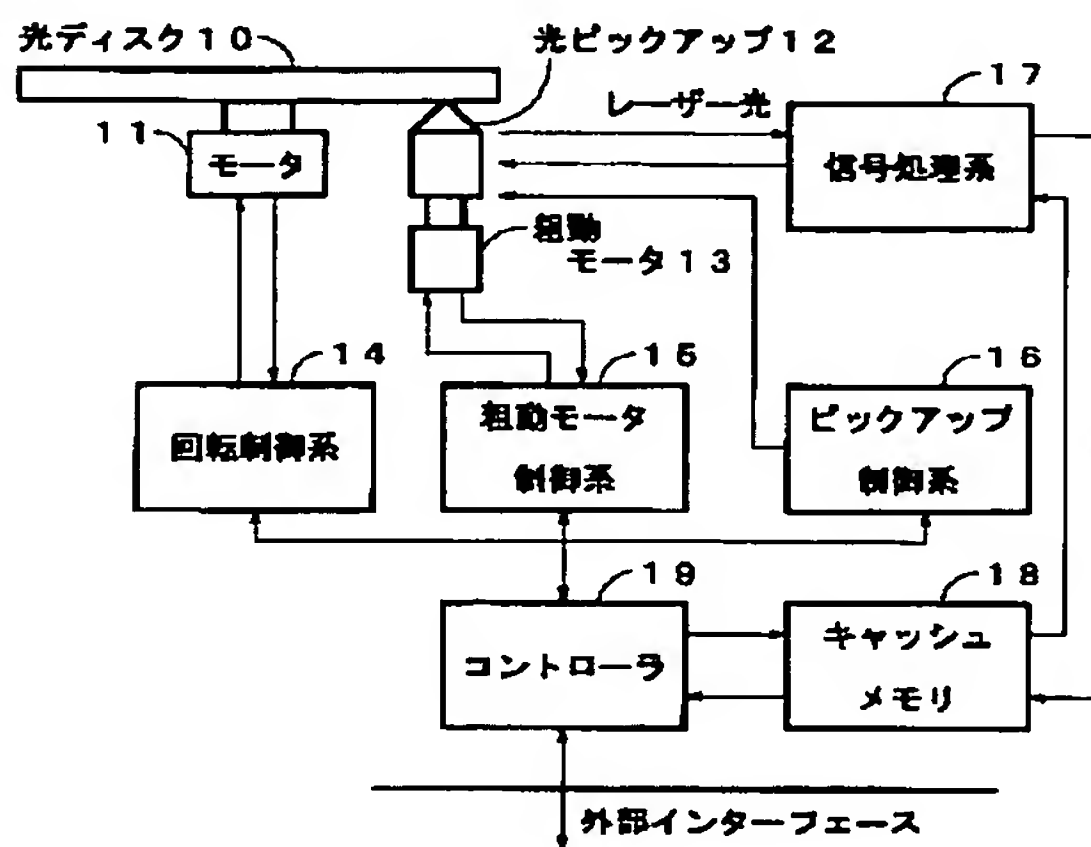 光ディスク10
光ピックアップ12
17
レーザー光
11
モータ
信号処理系
粗動
モータ13
14
15
16
回転制御系
粗動モータ
制御系
ピックアップ
制御系
19
18
コントローラ
キャッシュ
メモリ
外部インターフェース